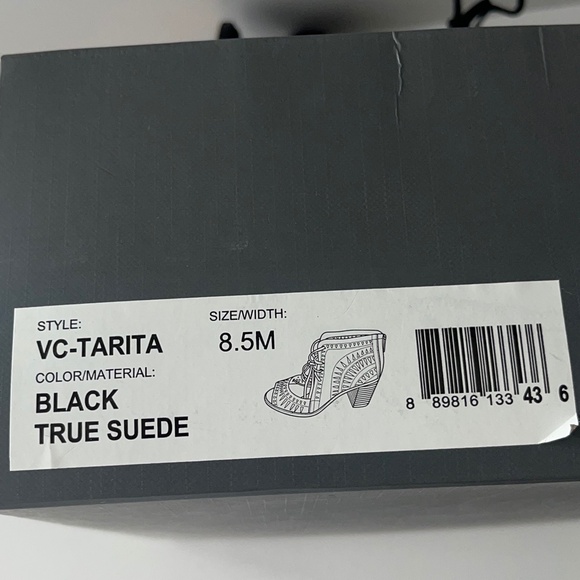 STYLE:
VC-TARITA
COLOR/MATERIAL:
BLACK
TRUE SUEDE
SIZE/WIDTH:
8.5M
8 89816 133 43 6